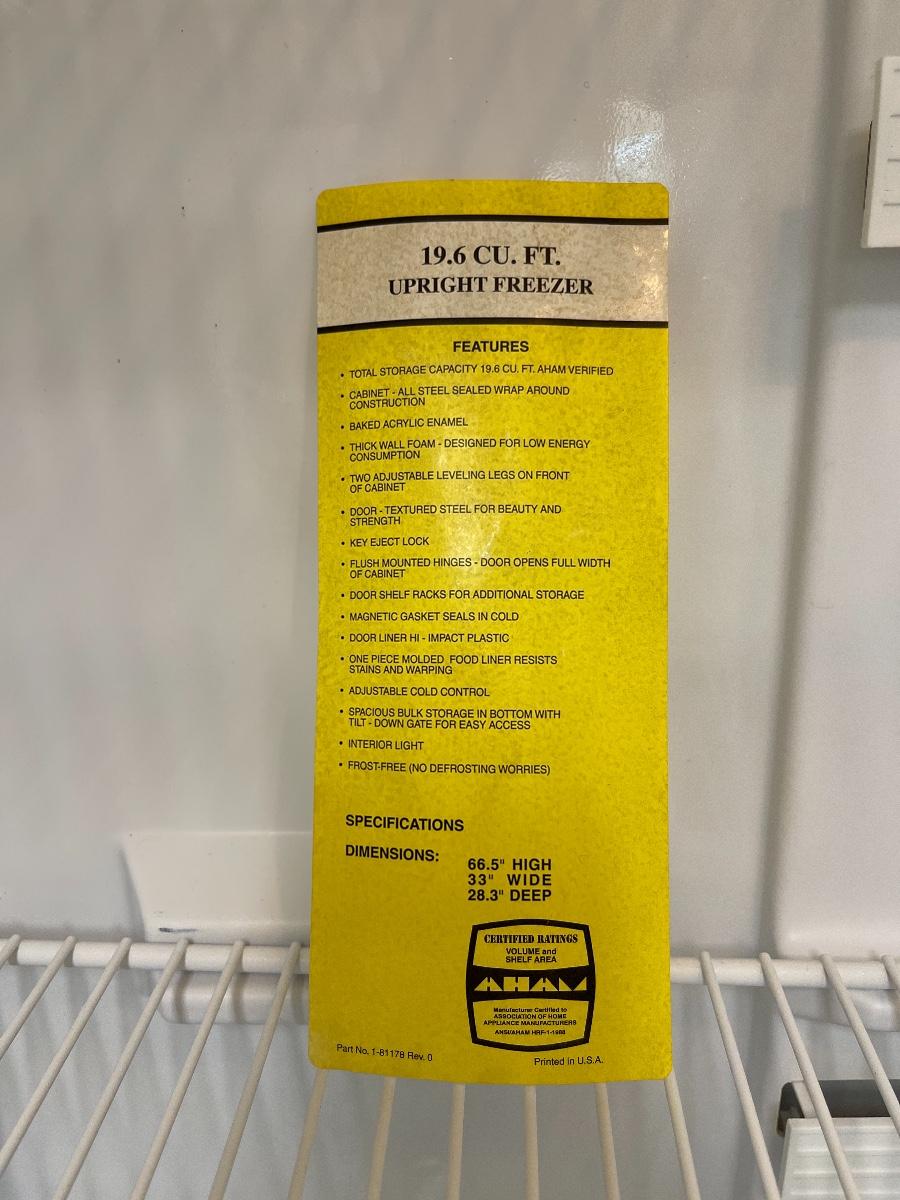 19.6 CU. FT.
UPRIGHT FREEZER
FEATURES
• TOTAL STORAGE CAPACITY 19.6 CU. FT. AHAM VERIFIED
• CABINET - ALL STEEL SEALED WRAP AROUND
CONSTRUCTION
• BAKED ACRYLIC ENAMEL
• THICK WALL FOAM - DESIGNED FOR LOW ENERGY
CONSUMPTION
• TWO ADJUSTABLE LEVELING LEGS ON FRONT
OF CABINET
• DOOR - TEXTURED STEEL FOR BEAUTY AND
STRENGTH
• KEY EJECT LOCK
• FLUSH MOUNTED HINGES - DOOR OPENS FULL WIDTH
OF CABINET
• DOOR SHELF RACKS FOR ADDITIONAL STORAGE
• MAGNETIC GASKET SEALS IN COLD
• DOOR LINER HI - IMPACT PLASTIC
• ONE PIECE MOLDED FOOD LINER RESISTS
STAINS AND WARPING
• ADJUSTABLE COLD CONTROL
• SPACIOUS BULK STORAGE IN BOTTOM WITH
TILT - DOWN GATE FOR EASY ACCESS
• INTERIOR LIGHT
• FROST-FREE (NO DEFROSTING WORRIES)
SPECIFICATIONS
DIMENSIONS:
66.5" HIGH
33" WIDE
28.3" DEEP
CERTIFIED RATINGS
VOLUME and
SHELF AREA
AHAM
Manufacturer Certified to
ASSOCIATION OF HOME
APPLIANCE MANUFACTURERS
ANSI/AHAM HRF-1-1988
Part No. 1-81178 Rev. 0
Printed in U.S.A.